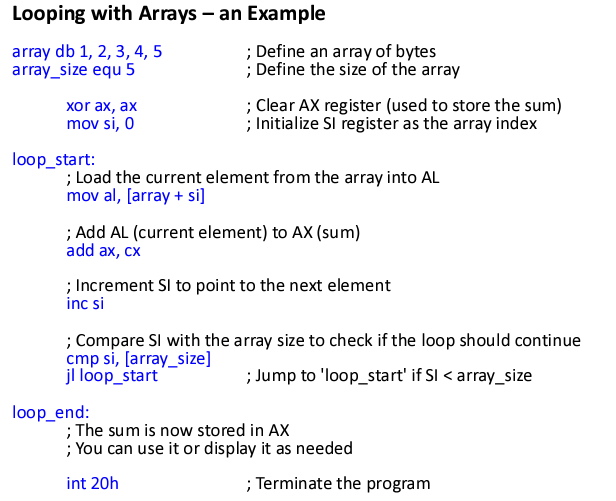 Looping with Arrays – an Example
array db 1, 2, 3, 4, 5 ; Define an array of bytes
array_size equ 5 ; Define the size of the array
xor ax, ax ; Clear AX register (used to store the sum)
mov si, 0 ; Initialize SI register as the array index
loop_start:
; Load the current element from the array into AL
mov al, [array + si]
; Add AL (current element) to AX (sum)
add ax, cx
; Increment SI to point to the next element
inc si
; Compare SI with the array size to check if the loop should continue
cmp si, [array_size]
jl loop_start ; Jump to 'loop_start' if SI < array_size
loop_end:
; The sum is now stored in AX
; You can use it or display it as needed
int 20h ; Terminate the program